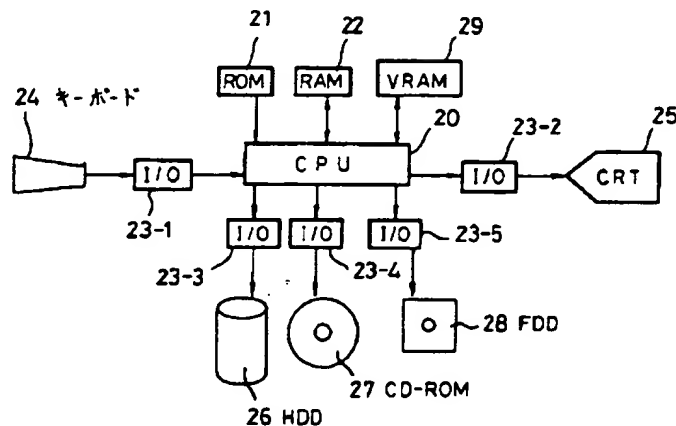 21
22
29
ROM
RAM
VRAM
24 キーボード
20
23-2
25
I/O
CPU
I/O
CRT
23-1
I/O
I/O
I/O
23-5
23-3
23-4
28 FDD
27 CD-ROM
26 HDD